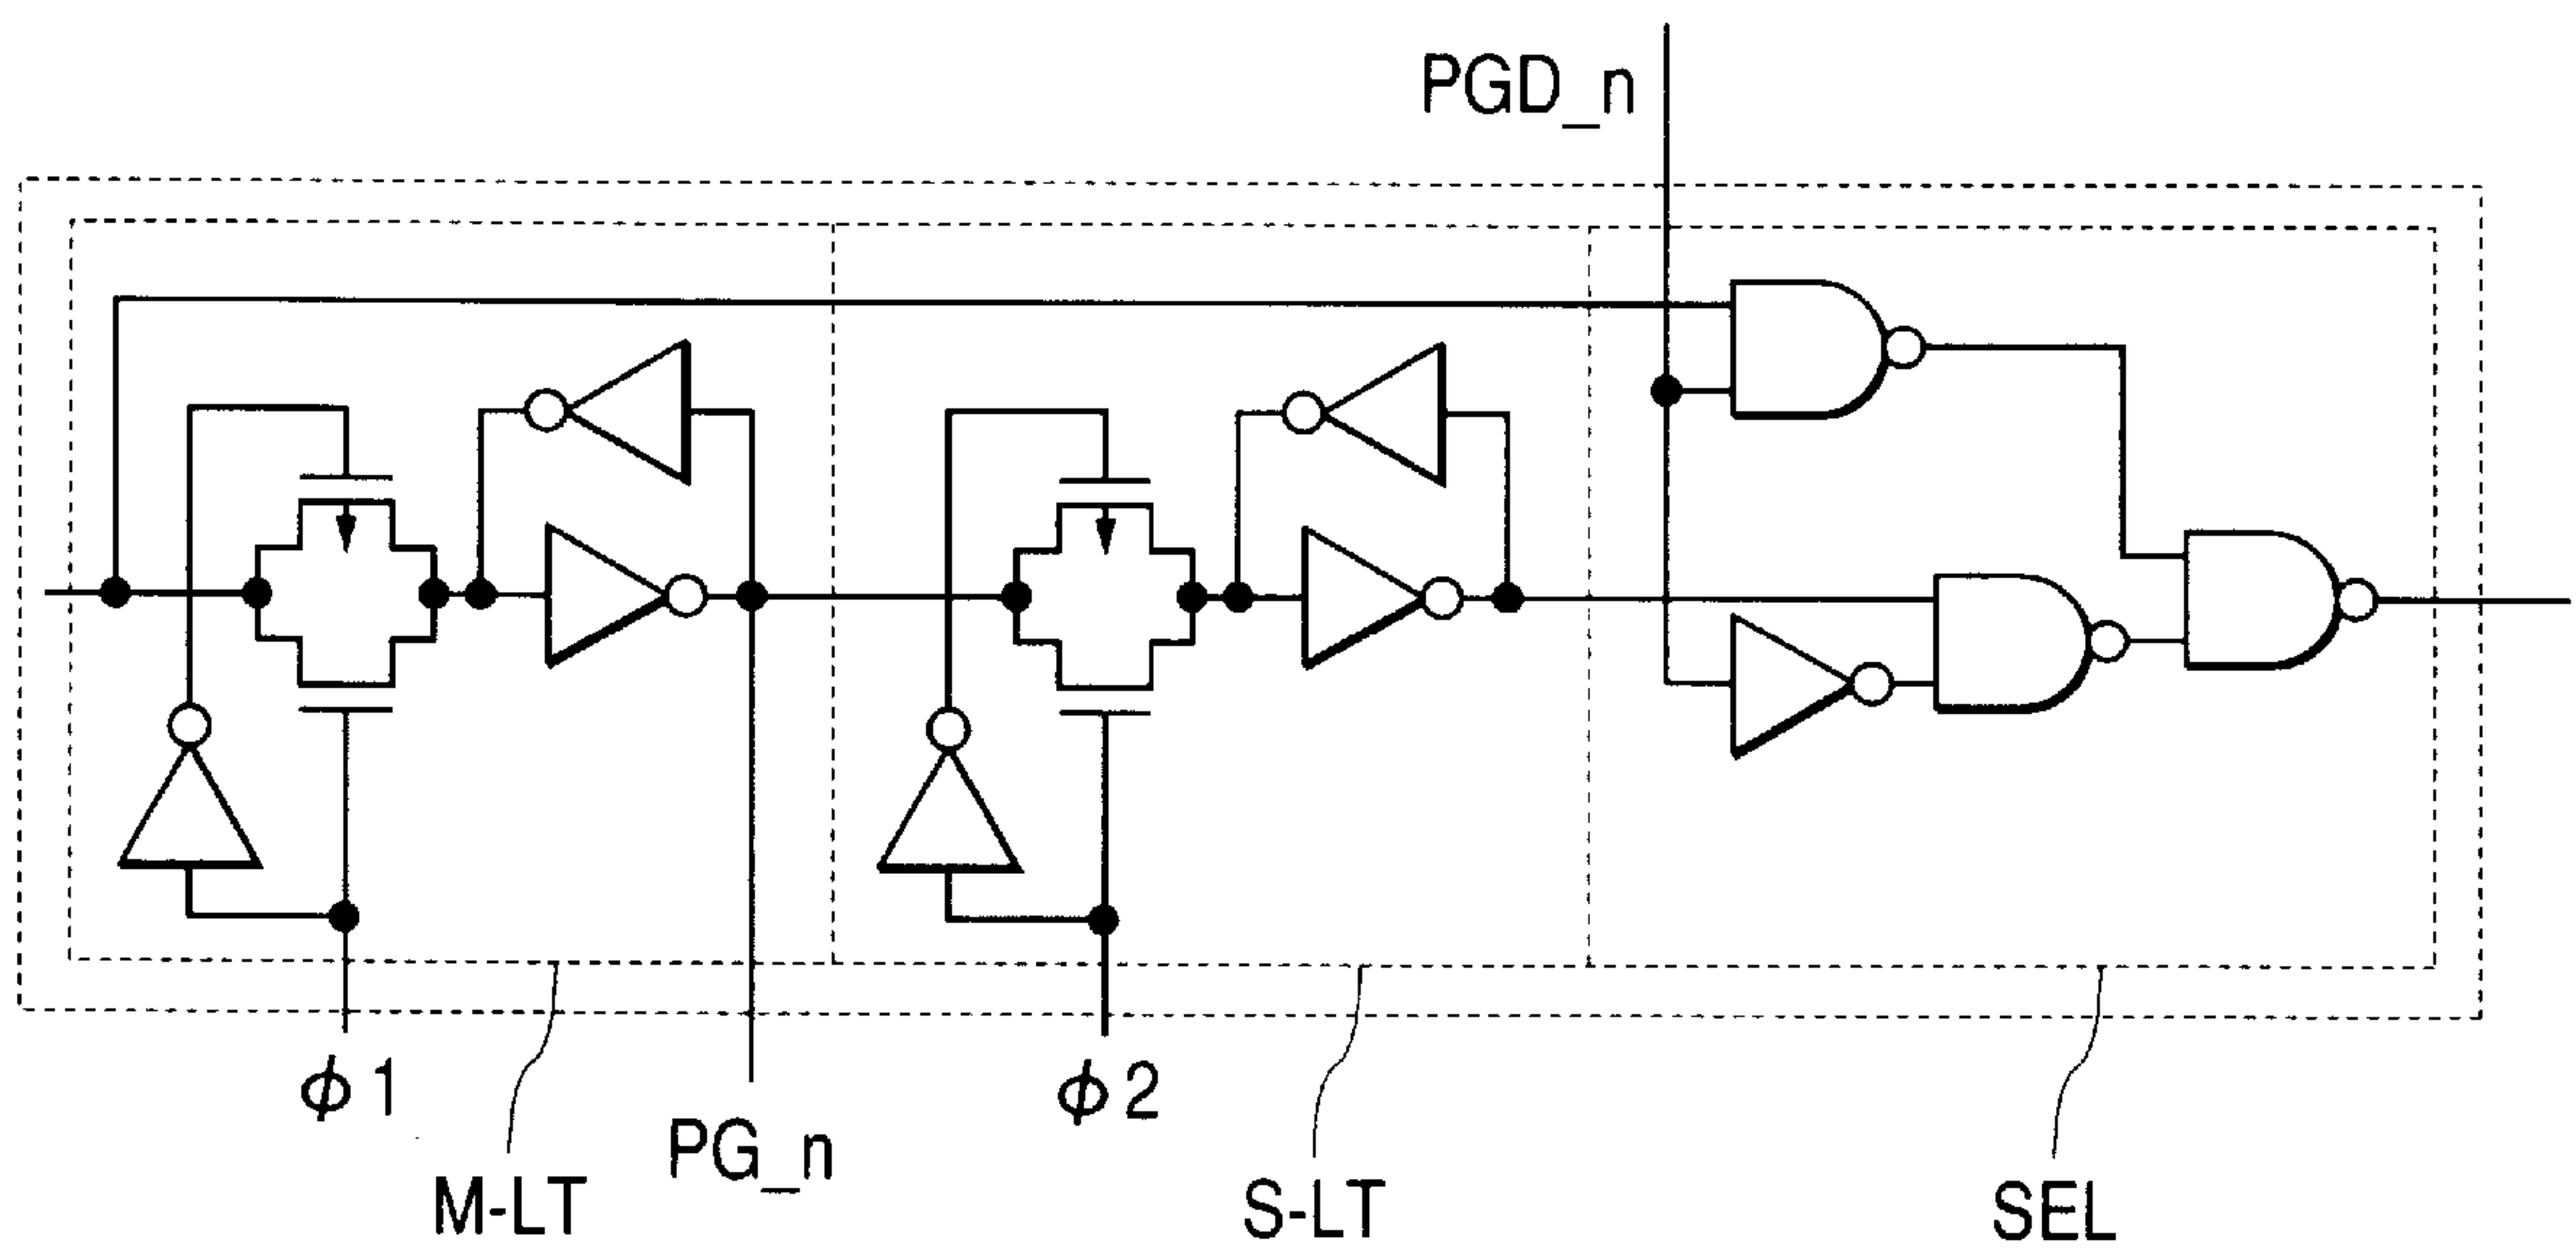 PGD_n
ϕ1
PG_n
ϕ2
M-LT
S-LT
SEL